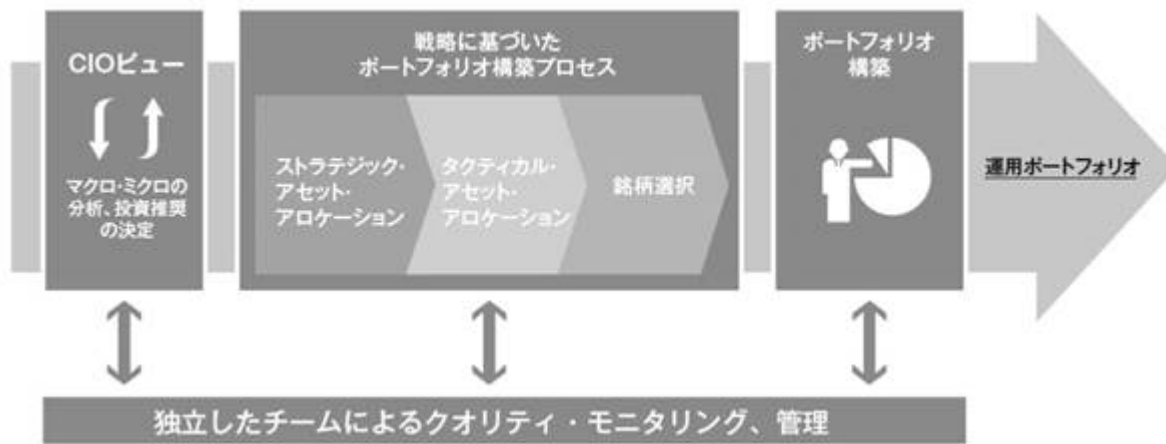 CIOビュー
マクロ・ミクロの
分析、投資推奨
の決定
戦略に基づいた
ポートフォリオ構築プロセス
ストラテジック・
アセット・
アロケーション
タクティカル・
アセット・
アロケーション
銘柄選択
ポートフォリオ
構築
運用ポートフォリオ
独立したチームによるクオリティ・モニタリング、管理